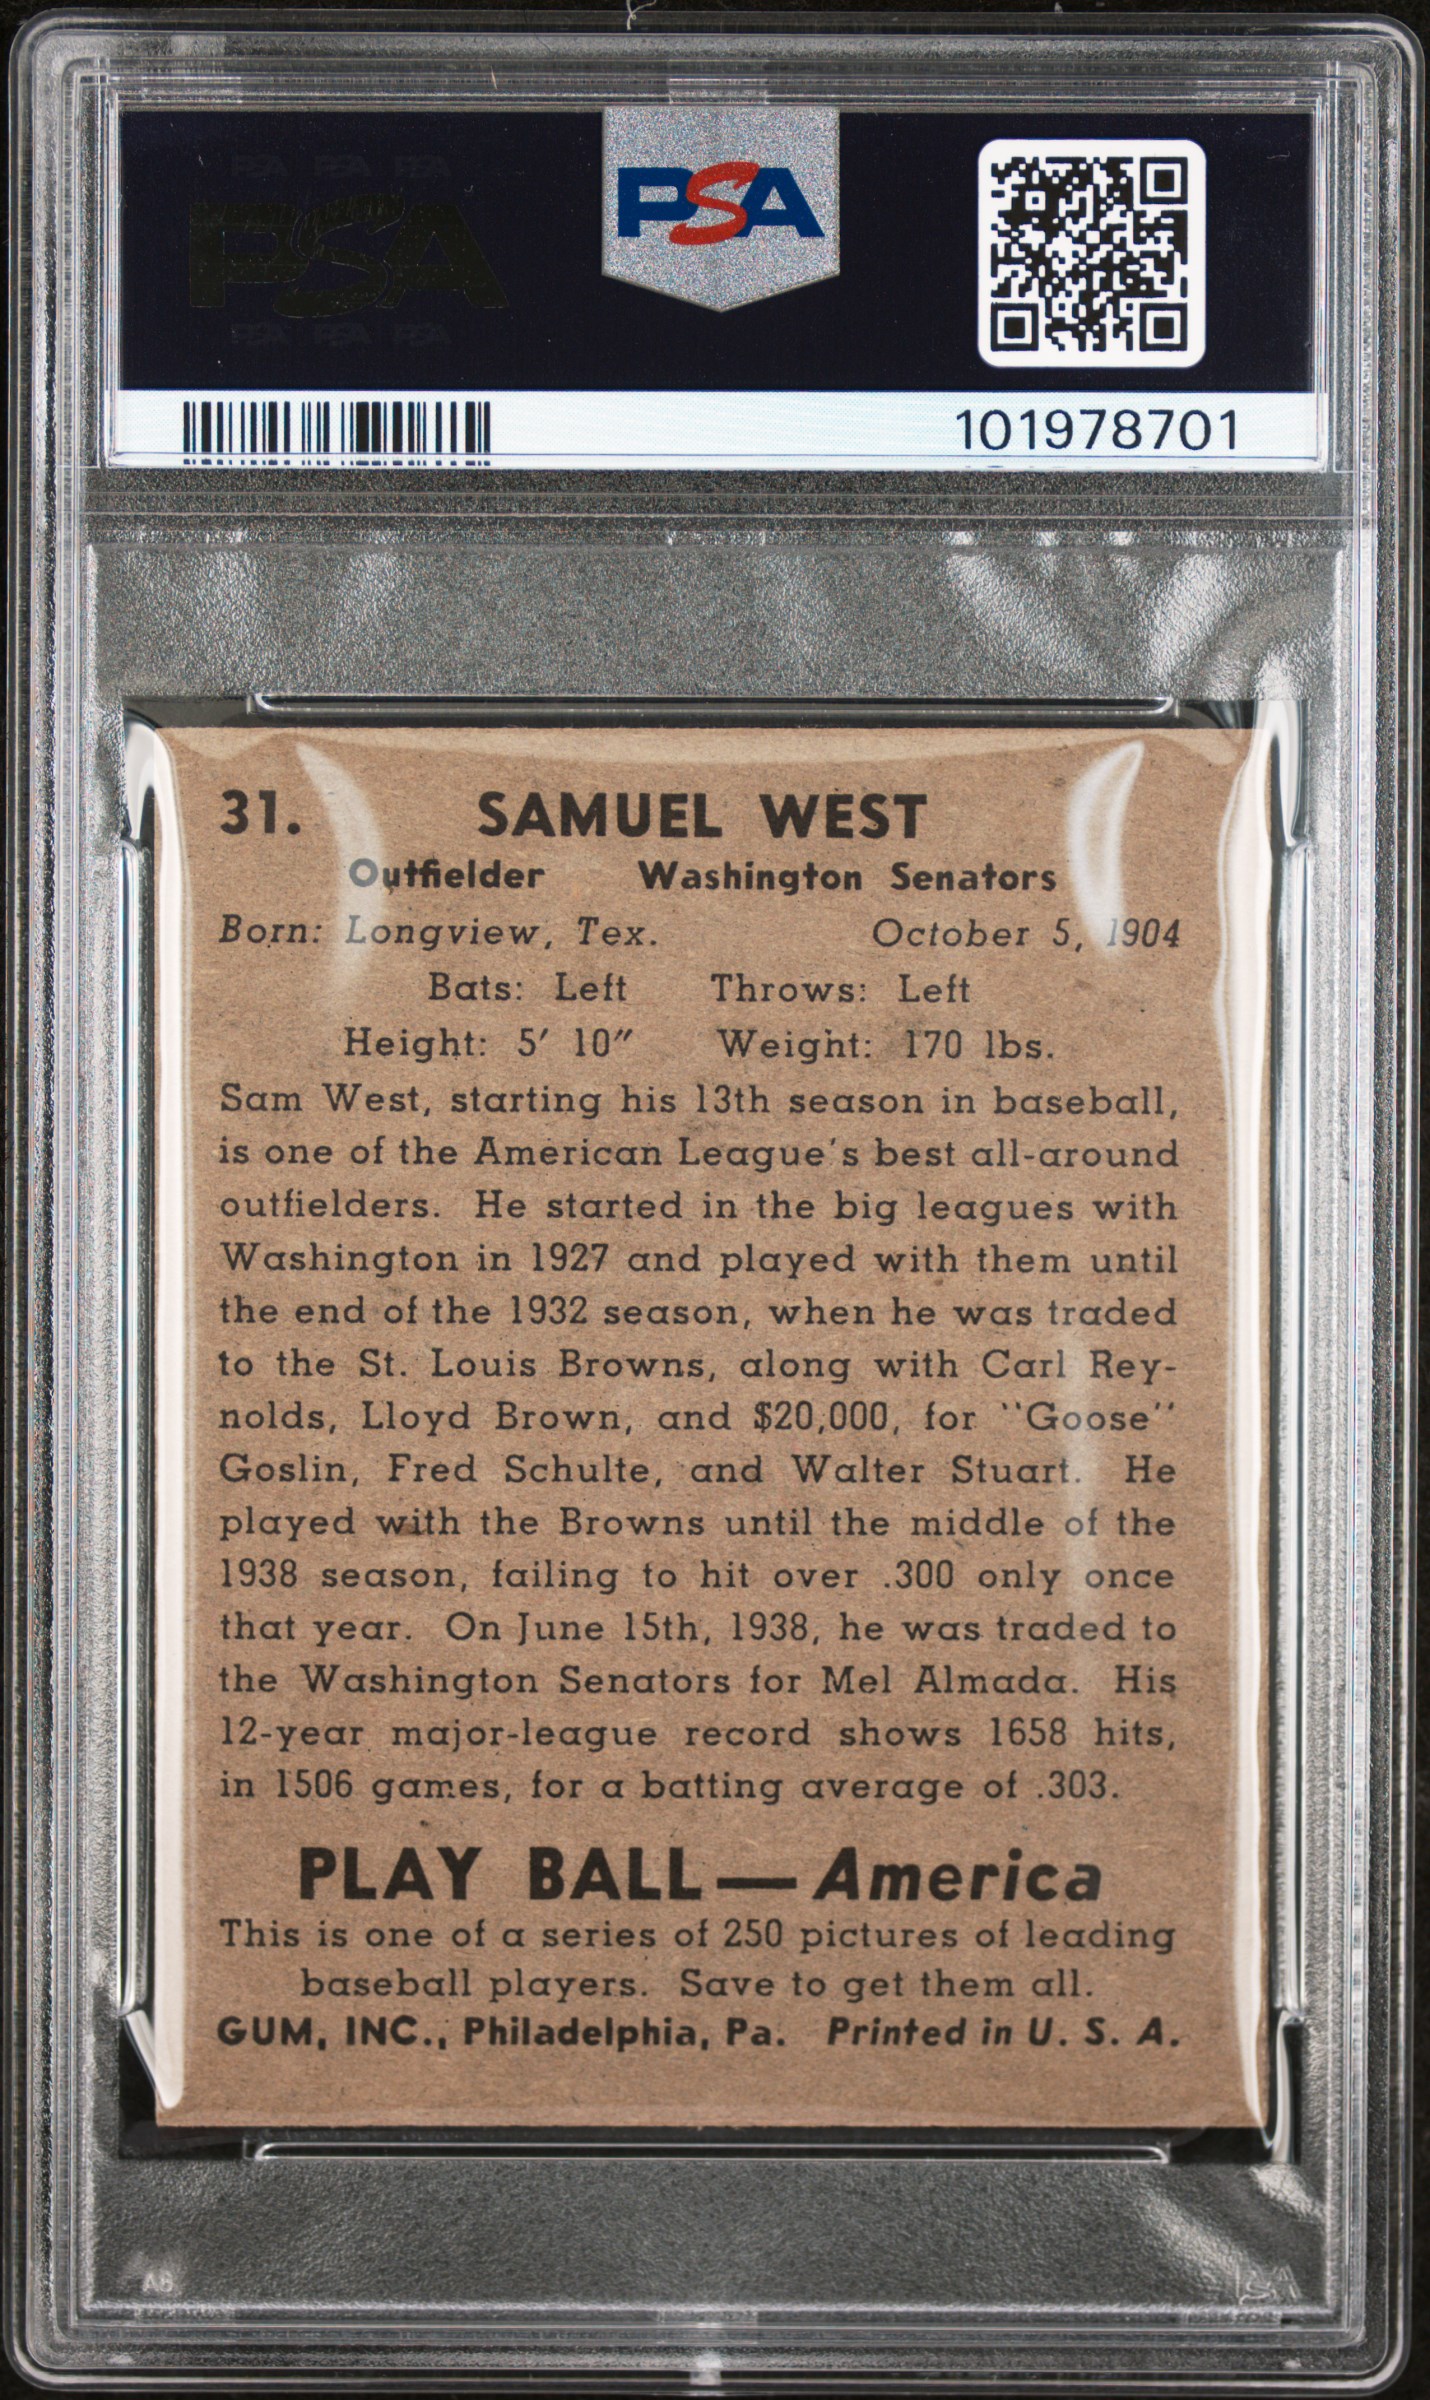 PSA PSA PSA
PSA
PSA PSA PSA
PSA
101978701
31. SAMUEL WEST
Outfielder Washington Senators
Born: Longview, Tex. October 5, 1904
Bats: Left Throws: Left
Height: 5′ 10″ Weight: 170 lbs.
Sam West, starting his 13th season in baseball,
is one of the American League's best all-around
outfielders. He started in the big leagues with
Washington in 1927 and played with them until
the end of the 1932 season, when he was traded
to the St. Louis Browns, along with Carl Rey-
nolds, Lloyd Brown, and $20,000, for "Goose"
Goslin, Fred Schulte, and Walter Stuart. He
played with the Browns until the middle of the
1938 season, failing to hit over .300 only once
that year. On June 15th, 1938, he was traded to
the Washington Senators for Mel Almada. His
12-year major-league record shows 1658 hits,
in 1506 games, for a batting average of .303.
PLAY BALL—America
This is one of a series of 250 pictures of leading
baseball players. Save to get them all.
GUM, INC., Philadelphia, Pa. Printed in U. S. A.